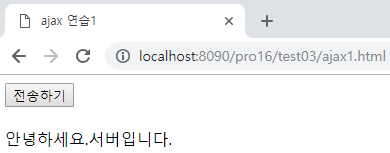 ajax 연습1
localhost:8090/pro16/test03/ajax1.html
전송하기
안녕하세요.서버입니다.